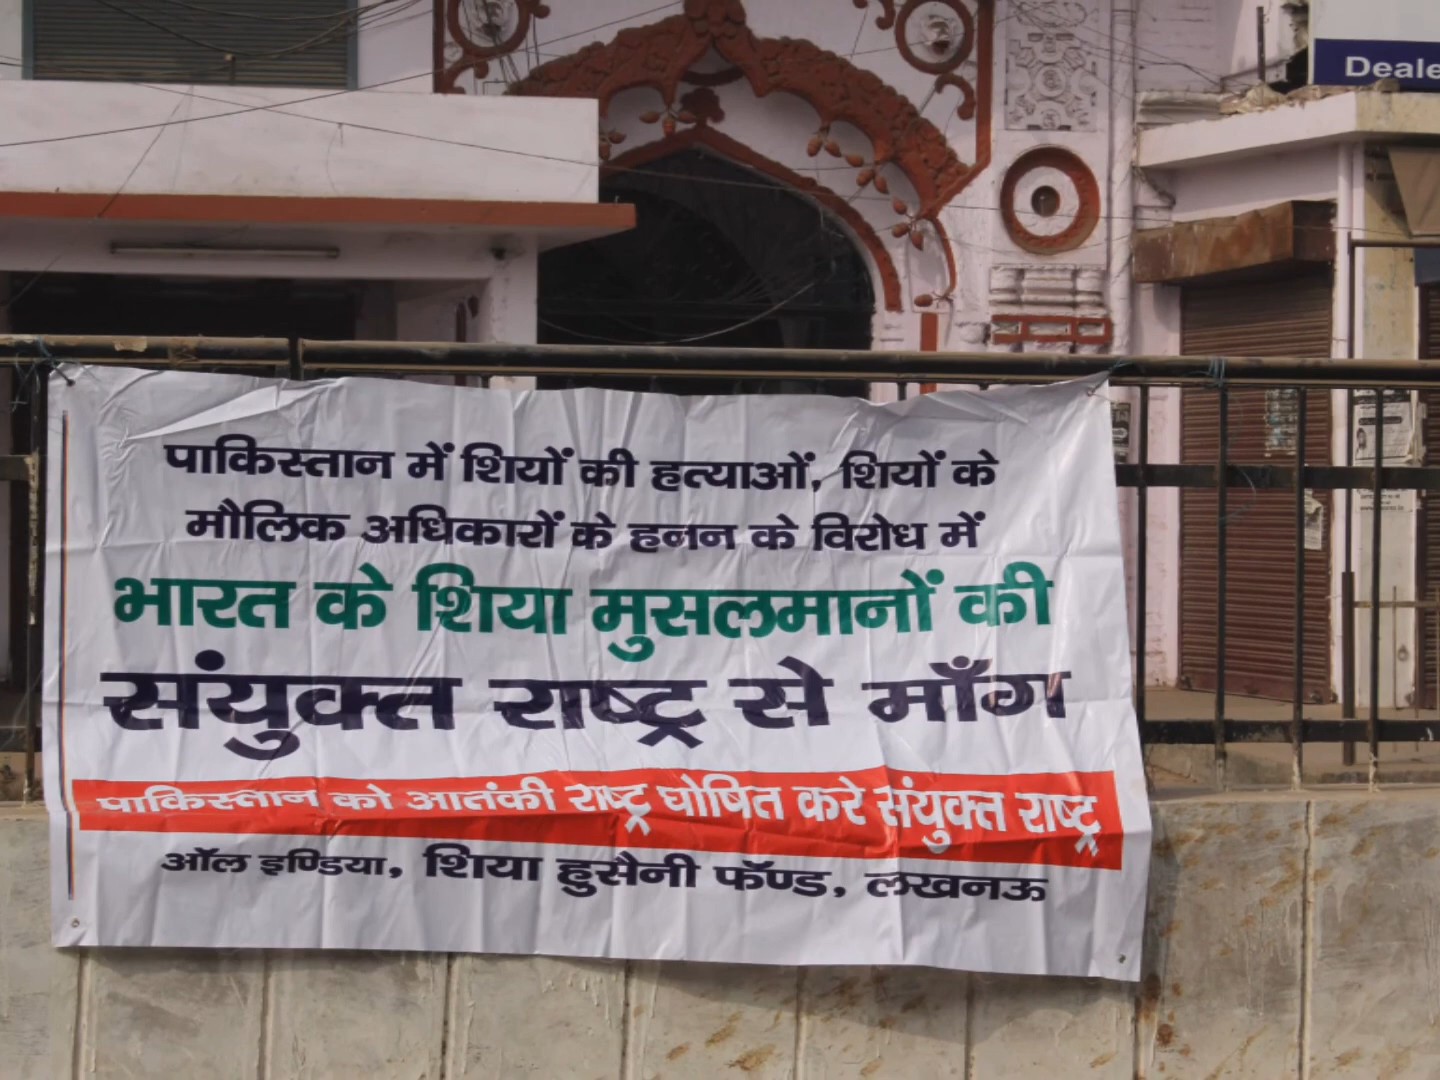 Deale
पाकिस्तान में शियों की हत्याओं, शियों के
मौलिक अधिकारों के हनन के विरोध में
भारत के शिया मुसलमानों की
संयुक्त राष्ट्र से माँग
पाकिस्तान को आतंकी राष्ट्र घोषित करे संयुक्त राष्ट्र
ऑल इण्डिया, शिया हुसैनी फॅण्ड, लखनऊ